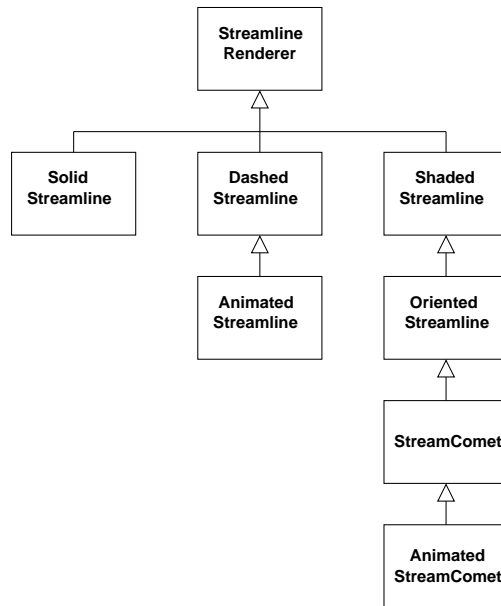 Streamline
Renderer
Solid
Streamline
Dashed
Streamline
Shaded
Streamline
Animated
Streamline
Oriented
Streamline
StreamComet
Animated
StreamComet